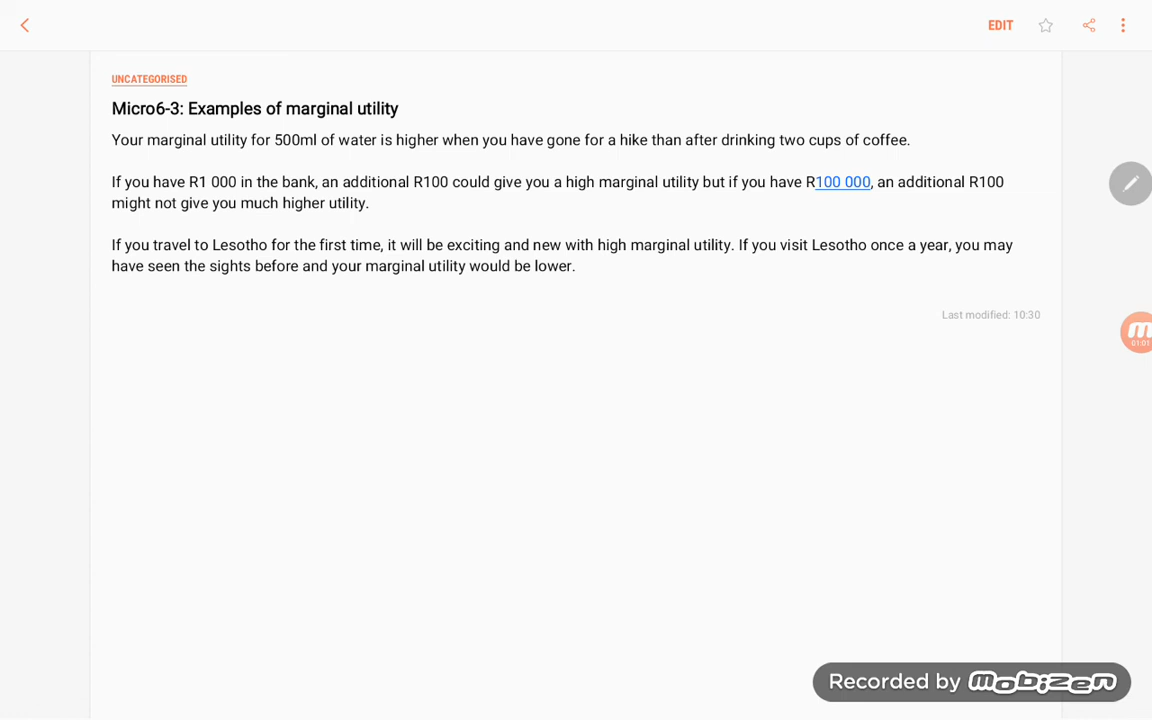 EDIT
UNCATEGORISED
Micro6-3: Examples of marginal utility
Your marginal utility for 500ml of water is higher when you have gone for a hike than after drinking two cups of coffee.
If you have R1 000 in the bank, an additional R100 could give you a high marginal utility but if you have R100 000, an additional R100
might not give you much higher utility.
If you travel to Lesotho for the first time, it will be exciting and new with high marginal utility. If you visit Lesotho once a year, you may
have seen the sights before and your marginal utility would be lower.
Last modified: 10:30
m
01:01
Recorded by mobizen